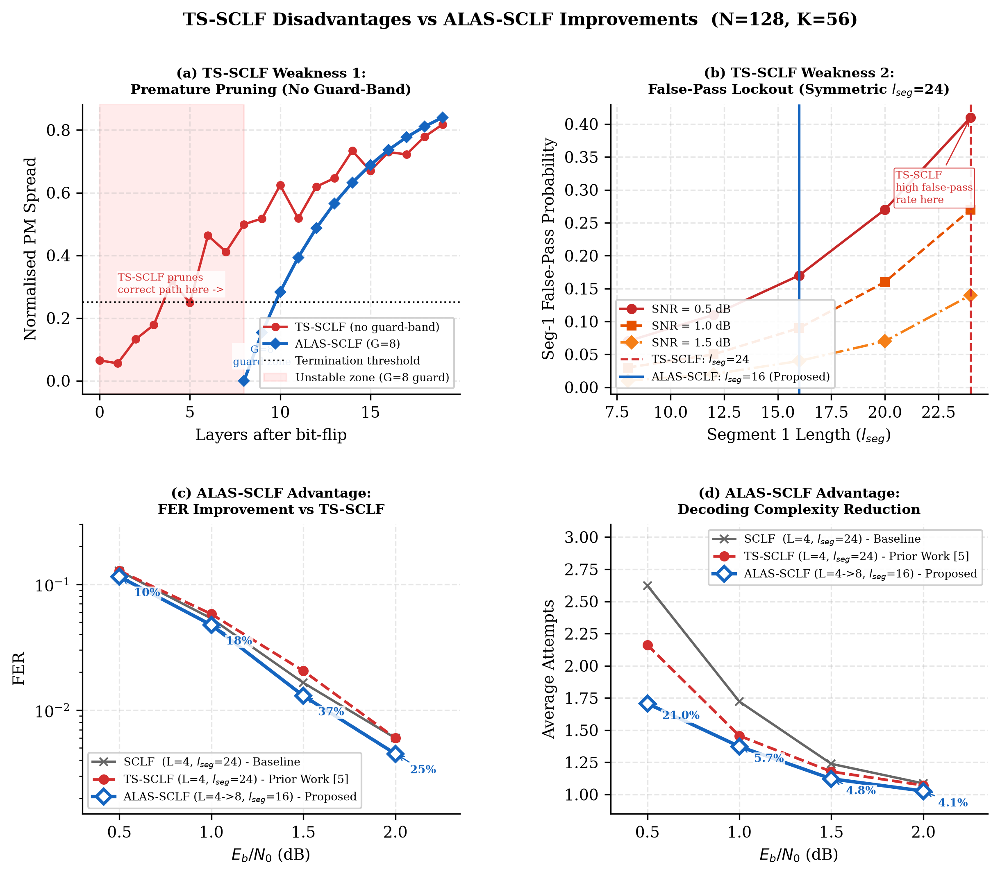 TS-SCLF Disadvantages vs ALAS-SCLF Improvements (N=128, K=56)
(a) TS-SCLF Weakness 1:
Premature Pruning (No Guard-Band)
Normalised PM Spread
0.8
0.6
0.4
0.2
0.0
TS-SCLF prunes
correct path here ->
G=8
guard zone
TS-SCLF (no guard-band)
ALAS-SCLF (G=8)
Termination threshold
Unstable zone (G=8 guard)
0 5 10 15
Layers after bit-flip
(b) TS-SCLF Weakness 2:
False-Pass Lockout (Symmetric l_seg=24)
Seg-1 False-Pass Probability
0.40
0.35
0.30
0.25
0.20
0.15
0.10
0.05
0.00
TS-SCLF
high false-pass
rate here
SNR = 0.5 dB
SNR = 1.0 dB
SNR = 1.5 dB
TS-SCLF: l_seg=24
ALAS-SCLF: l_seg=16 (Proposed)
7.5 10.0 12.5 15.0 17.5 20.0 22.5
Segment 1 Length (l_seg)
(c) ALAS-SCLF Advantage:
FER Improvement vs TS-SCLF
FER
10⁻¹
10⁻²
10%
18%
37%
25%
SCLF (L=4, l_seg=24) - Baseline
TS-SCLF (L=4, l_seg=24) - Prior Work [5]
ALAS-SCLF (L=4->8, l_seg=16) - Proposed
0.5 1.0 1.5 2.0
E_b/N_0 (dB)
(d) ALAS-SCLF Advantage:
Decoding Complexity Reduction
Average Attempts
3.00
2.75
2.50
2.25
2.00
1.75
1.50
1.25
1.00
SCLF (L=4, l_seg=24) - Baseline
TS-SCLF (L=4, l_seg=24) - Prior Work [5]
ALAS-SCLF (L=4->8, l_seg=16) - Proposed
21.0%
5.7%
4.8%
4.1%
0.5 1.0 1.5 2.0
E_b/N_0 (dB)